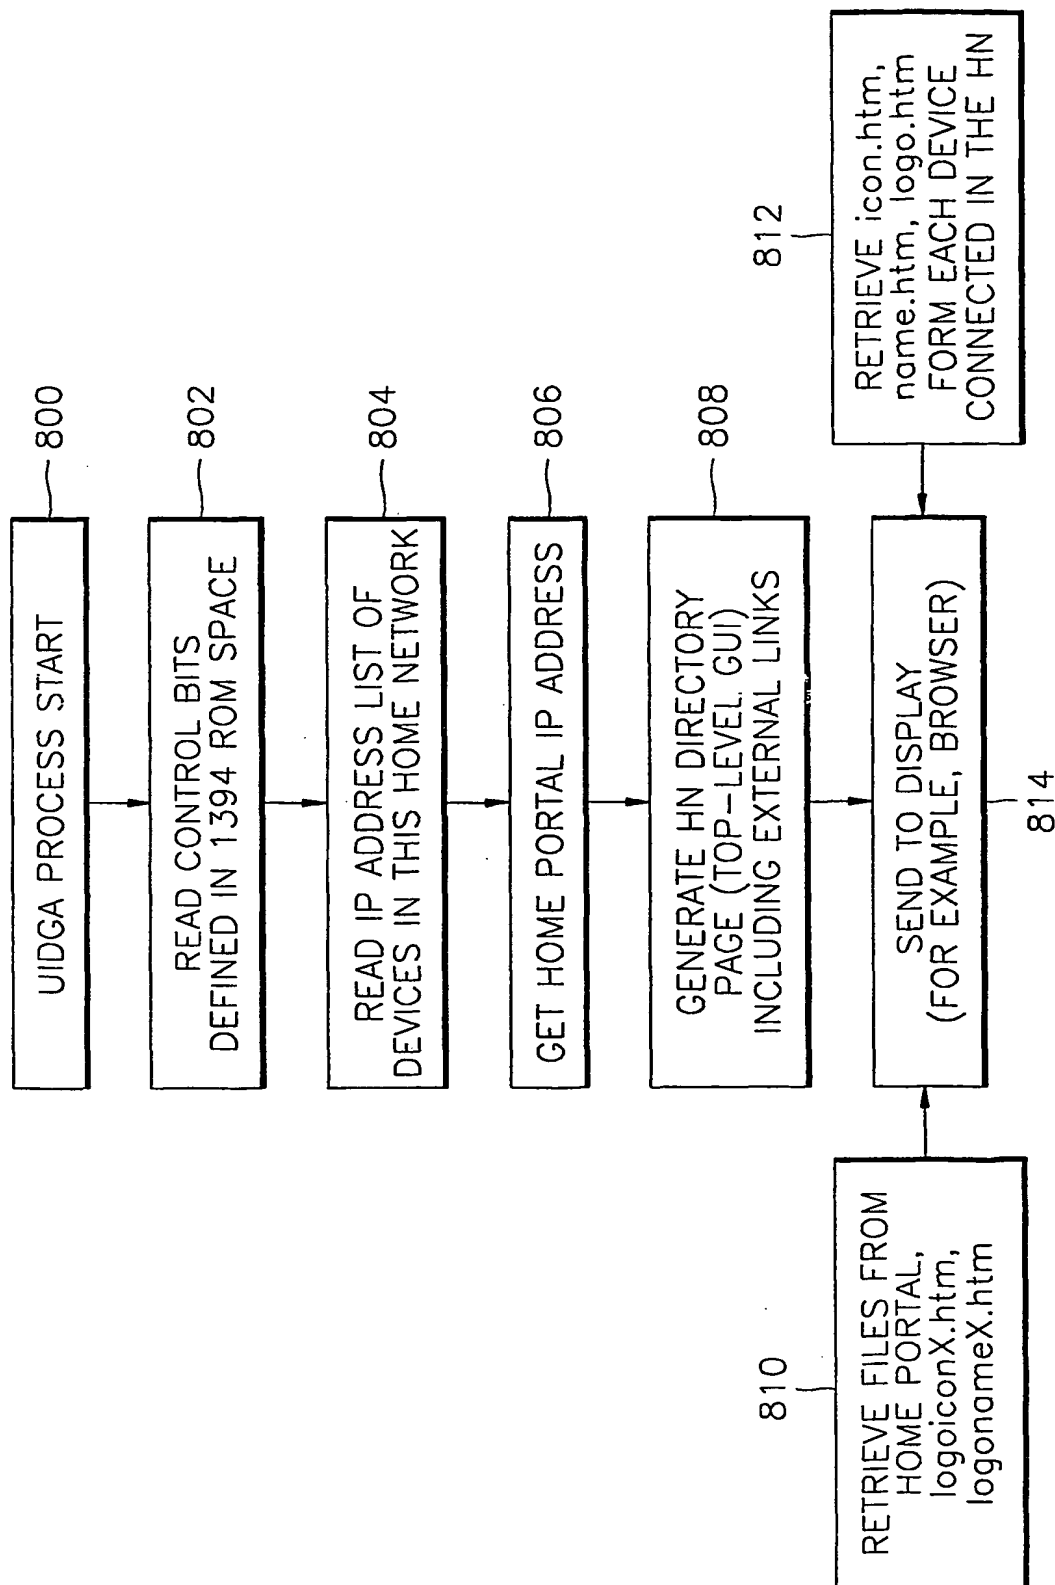 UIDGA PROCESS START
800
READ CONTROL BITS
DEFINED IN 1394 ROM SPACE
802
READ IP ADDRESS LIST OF
DEVICES IN THIS HOME NETWORK
804
GET HOME PORTAL IP ADDRESS
806
GENERATE HN DIRECTORY
PAGE (TOP-LEVEL GUI)
INCLUDING EXTERNAL LINKS
808
810
RETRIEVE FILES FROM
HOME PORTAL,
logoiconX.htm,
logonameX.htm
SEND TO DISPLAY
(FOR EXAMPLE, BROWSER)
814
812
RETRIEVE icon.htm,
name.htm, logo.htm
FORM EACH DEVICE
CONNECTED IN THE HN